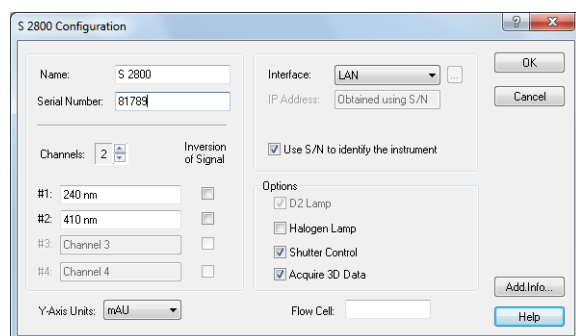 S 2800 Configuration
Name: S 2800
Serial Number: 81789
Channels: 2
Inversion
of Signal
#1: 240 nm
#2: 410 nm
#3: Channel 3
#4: Channel 4
Y-Axis Units: mAU
Interface: LAN ...
IP Address: Obtained using S/N
Use S/N to identify the instrument
Options
D2 Lamp
Halogen Lamp
Shutter Control
Acquire 3D Data
Flow Cell:
OK
Cancel
Add.Info...
Help